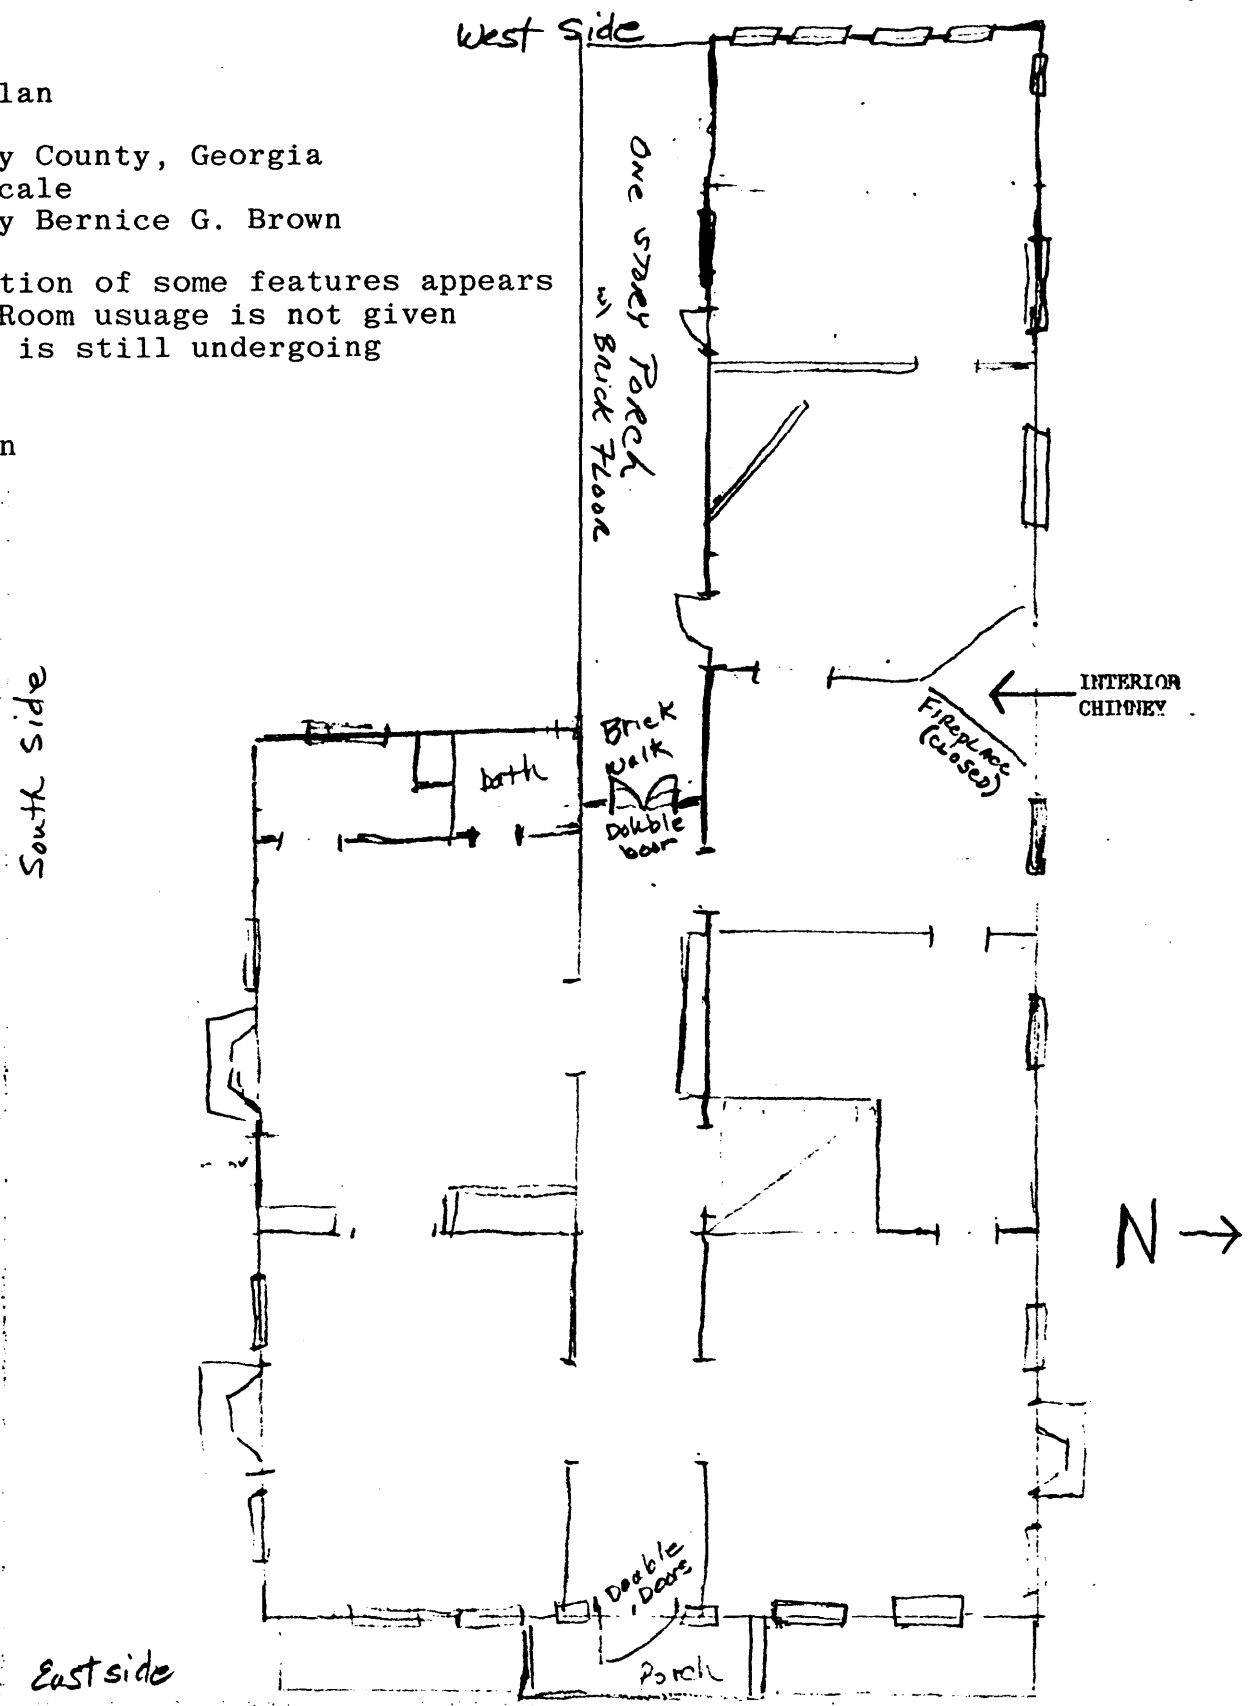 West Side
lan
y County, Georgia
cale
y Bernice G. Brown
tion of some features appears
Room usuage is not given
is still undergoing
n
ONE STORY PORCH
w/ BRICK FLOOR
South Side
INTERIOR
CHIMNEY
FIREPLACE
(CLOSED)
Brick
walk
bath
Double
Door
N
Double
Doors
Porch
East side